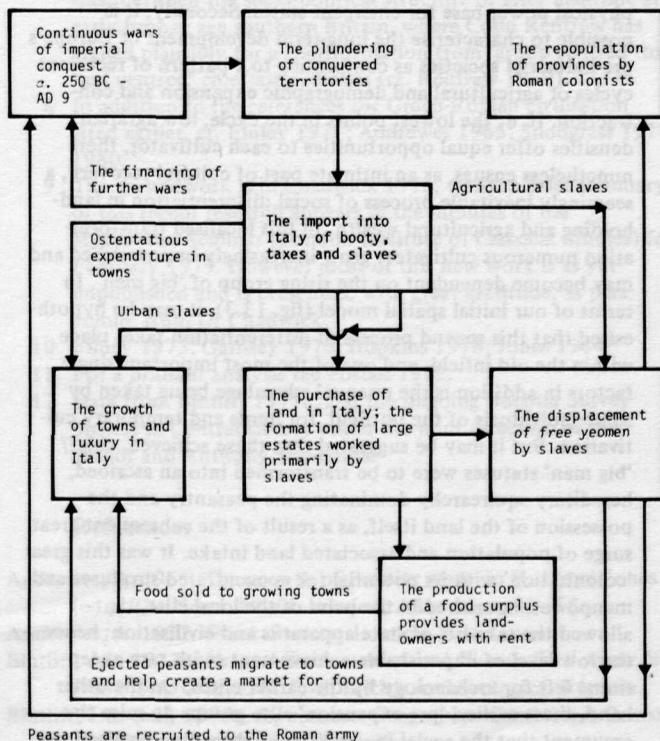 Continuous wars
of imperial
conquest
c. 250 BC -
AD 9
The plundering
of conquered
territories
The repopulation
of provinces by
Roman colonists
The financing of
further wars
Ostentatious
expenditure in
towns
Urban slaves
The import into
Italy of booty,
taxes and slaves
Agricultural slaves
The growth
of towns and
luxury in
Italy
The purchase of
land in Italy; the
formation of large
estates worked
primarily by
slaves
The displacement
of free yeomen
by slaves
Food sold to growing towns
The production
of a food surplus
provides land-
owners with rent
Ejected peasants migrate to towns
and help create a market for food
Peasants are recruited to the Roman army